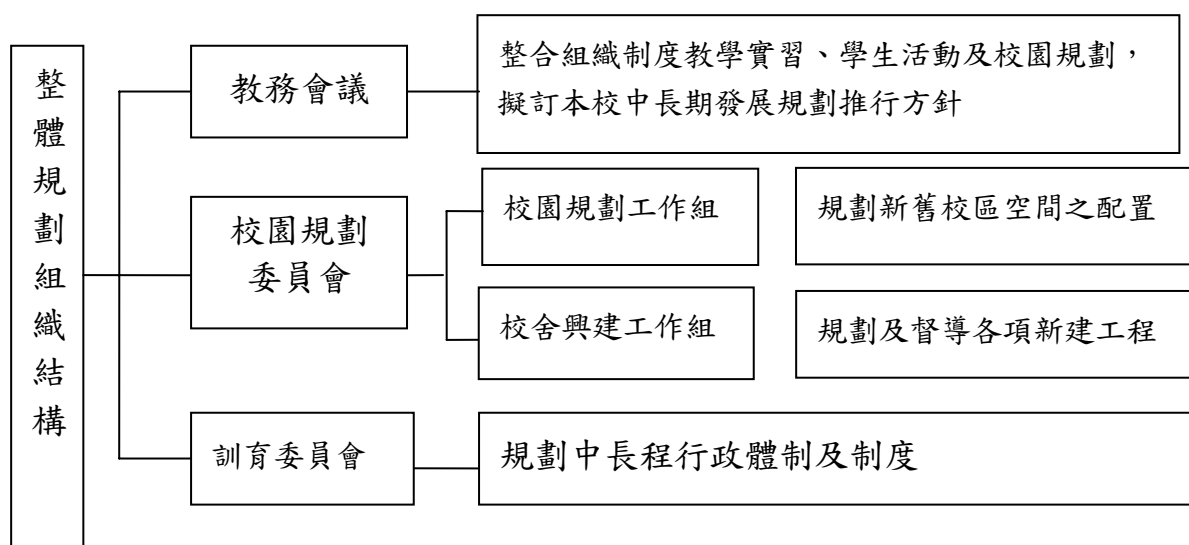 整體規劃組織結構
教務會議
整合組織制度教學實習、學生活動及校園規劃，
擬訂本校中長期發展規劃推行方針
校園規劃
委員會
校園規劃工作組
規劃新舊校區空間之配置
校舍興建工作組
規劃及督導各項新建工程
訓育委員會
規劃中長程行政體制及制度